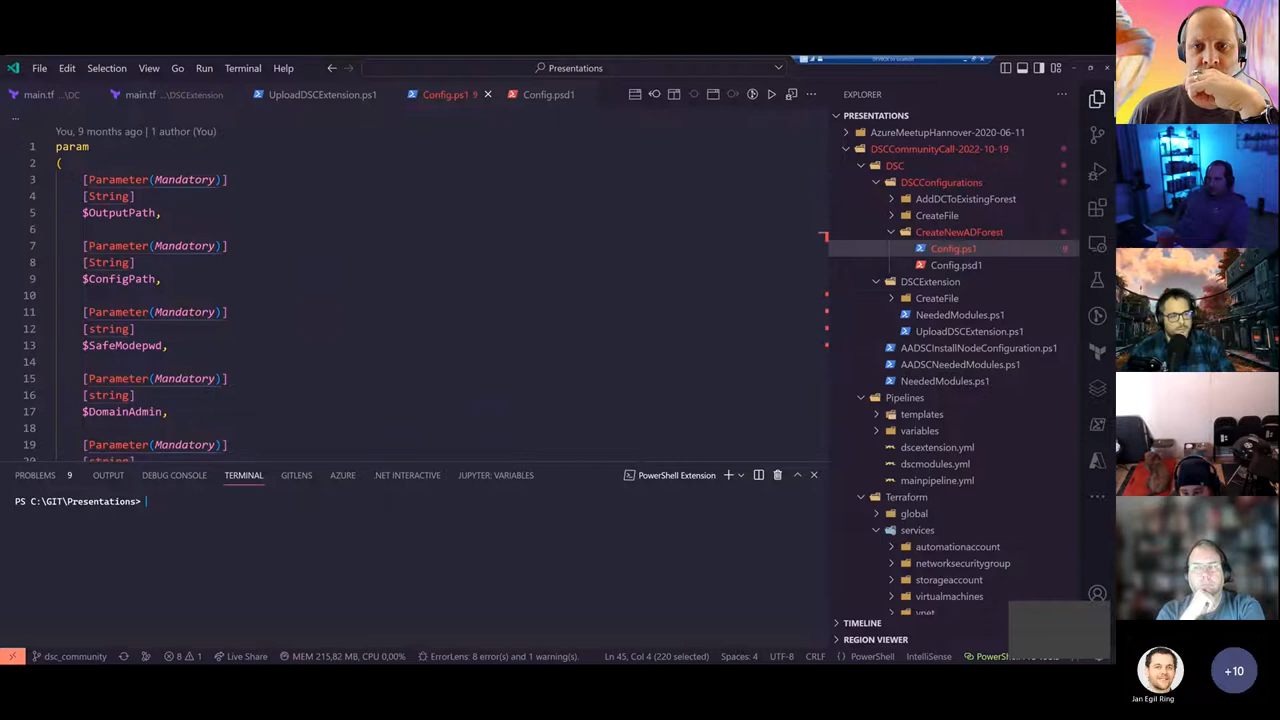 File Edit Selection View Go Run Terminal Help
Presentations
main.tf ...\DC
main.tf ...\DSCExtension
UploadDSCExtension.ps1
Config.ps1 9
Config.psd1
...
You, 9 months ago | 1 author (You)
1 param
2 (
3 [Parameter(Mandatory)]
4 [String]
5 $OutputPath,
6
7 [Parameter(Mandatory)]
8 [String]
9 $ConfigPath,
10
11 [Parameter(Mandatory)]
12 [string]
13 $SafeModepwd,
14
15 [Parameter(Mandatory)]
16 [string]
17 $DomainAdmin,
18
19 [Parameter(Mandatory)]
PROBLEMS 9 OUTPUT DEBUG CONSOLE TERMINAL GITLENS AZURE .NET INTERACTIVE JUPYTER: VARIABLES
PowerShell Extension
PS C:\GIT\Presentations>
EXPLORER
PRESENTATIONS
AzureMeetupHannover-2020-06-11
DSCCommunityCall-2022-10-19
DSC
DSCConfigurations
AddDCToExistingForest
CreateFile
CreateNewADForest
Config.ps1 9
Config.psd1
DSCExtension
CreateFile
NeededModules.ps1
UploadDSCExtension.ps1
AADSCInstallNodeConfiguration.ps1
AADSCNeededModules.ps1
NeededModules.ps1
Pipelines
templates
variables
dscextension.yml
dscmodules.yml
mainpipeline.yml
Terraform
global
services
automationaccount
networksecuritygroup
storageaccount
virtualmachines
vnet
TIMELINE
REGION VIEWER
dsc_community
8 1
Live Share
MEM 215,82 MB, CPU 0,00%
ErrorLens: 8 error(s) and 1 warning(s).
Ln 45, Col 4 (220 selected)
Spaces: 4
UTF-8
CRLF
PowerShell
IntelliSense
Jan Egil Ring
+10